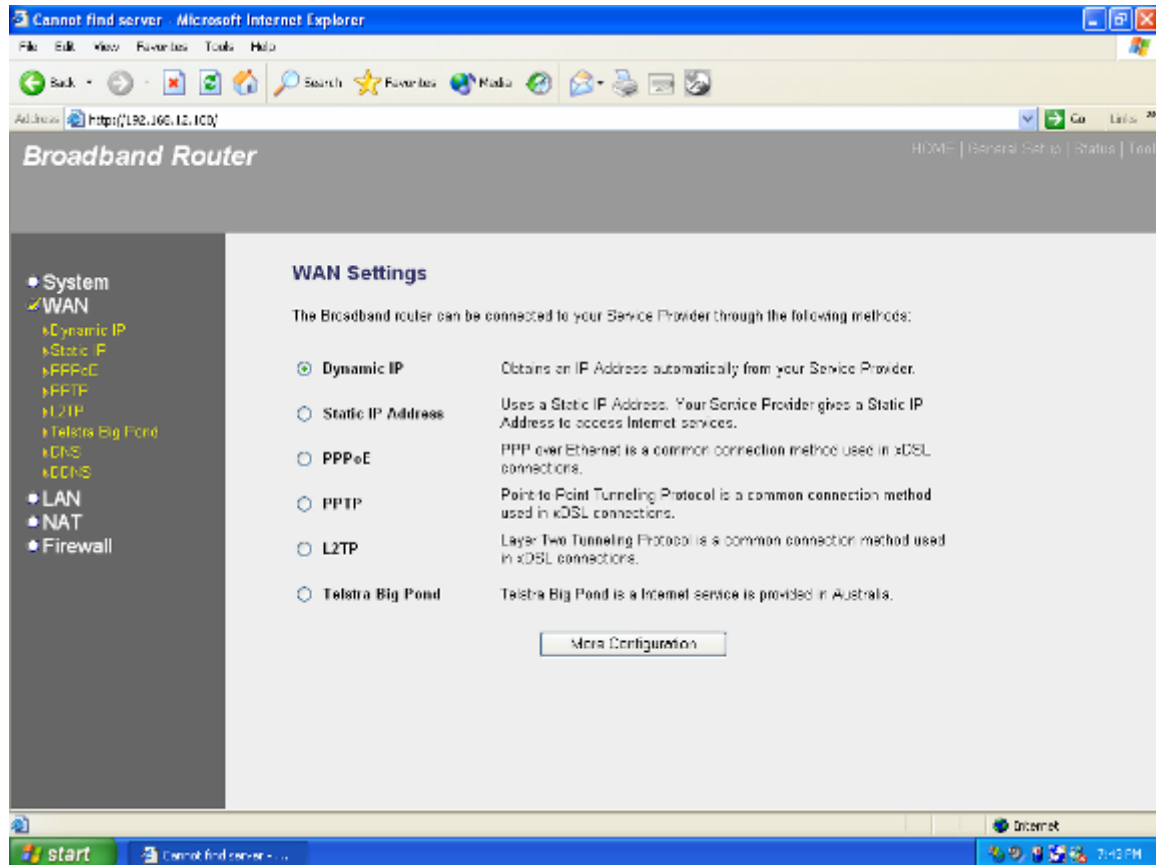 Cannot find server - Microsoft Internet Explorer
File Edit View Favorites Tools Help
Back Search Favorites Media
Address http://192.168.12.100/ Go Links
Broadband Router
HOME | General Setup | Status | Tool
System
WAN
Dynamic IP
Static IP
PPPoE
PPTP
L2TP
Telstra Big Pond
DNS
DDNS
LAN
NAT
Firewall
WAN Settings
The Broadband router can be connected to your Service Provider through the following methods:
Dynamic IP Obtains an IP Address automatically from your Service Provider.
Static IP Address Uses a Static IP Address. Your Service Provider gives a Static IP
Address to access Internet services.
PPPoE PPP over Ethernet is a common connection method used in xDSL
connections.
PPTP Point-to-Point Tunneling Protocol is a common connection method
used in xDSL connections.
L2TP Layer Two Tunneling Protocol is a common connection method used
in xDSL connections.
Telstra Big Pond Telstra Big Pond is a Internet service is provided in Australia.
More Configuration
Internet
start Cannot find server - ... 7:43 PM